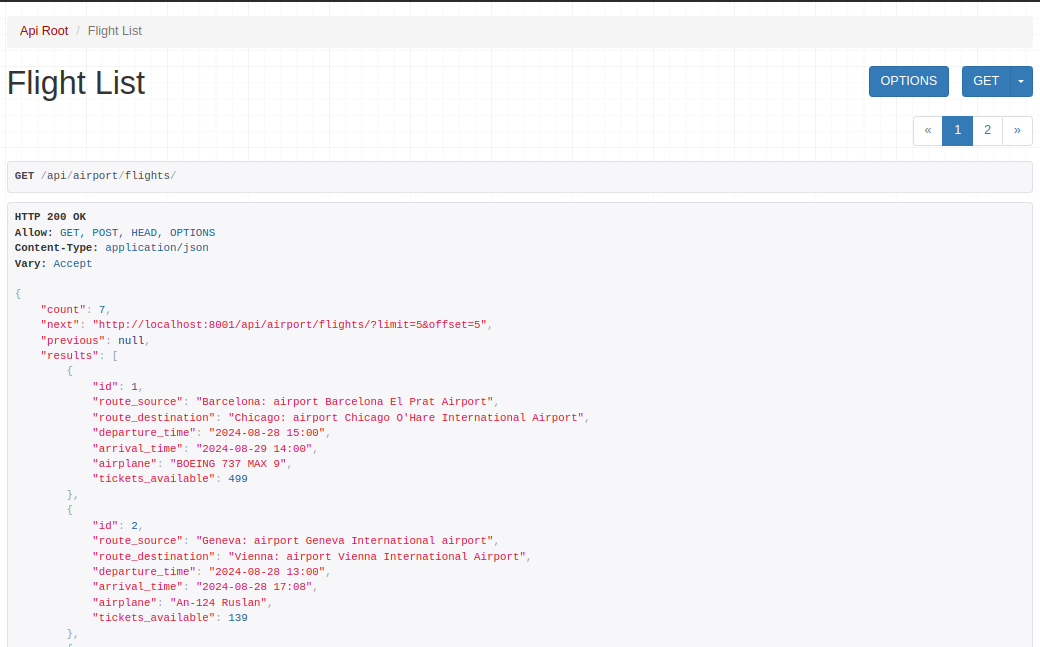 Api Root / Flight List
Flight List
OPTIONS GET
« 1 2 »
GET /api/airport/flights/
HTTP 200 OK
Allow: GET, POST, HEAD, OPTIONS
Content-Type: application/json
Vary: Accept
{
    "count": 7,
    "next": "http://localhost:8001/api/airport/flights/?limit=5&offset=5",
    "previous": null,
    "results": [
        {
            "id": 1,
            "route_source": "Barcelona: airport Barcelona El Prat Airport",
            "route_destination": "Chicago: airport Chicago O'Hare International Airport",
            "departure_time": "2024-08-28 15:00",
            "arrival_time": "2024-08-29 14:00",
            "airplane": "BOEING 737 MAX 9",
            "tickets_available": 499
        },
        {
            "id": 2,
            "route_source": "Geneva: airport Geneva International airport",
            "route_destination": "Vienna: airport Vienna International Airport",
            "departure_time": "2024-08-28 13:00",
            "arrival_time": "2024-08-28 17:08",
            "airplane": "An-124 Ruslan",
            "tickets_available": 139
        },
        {